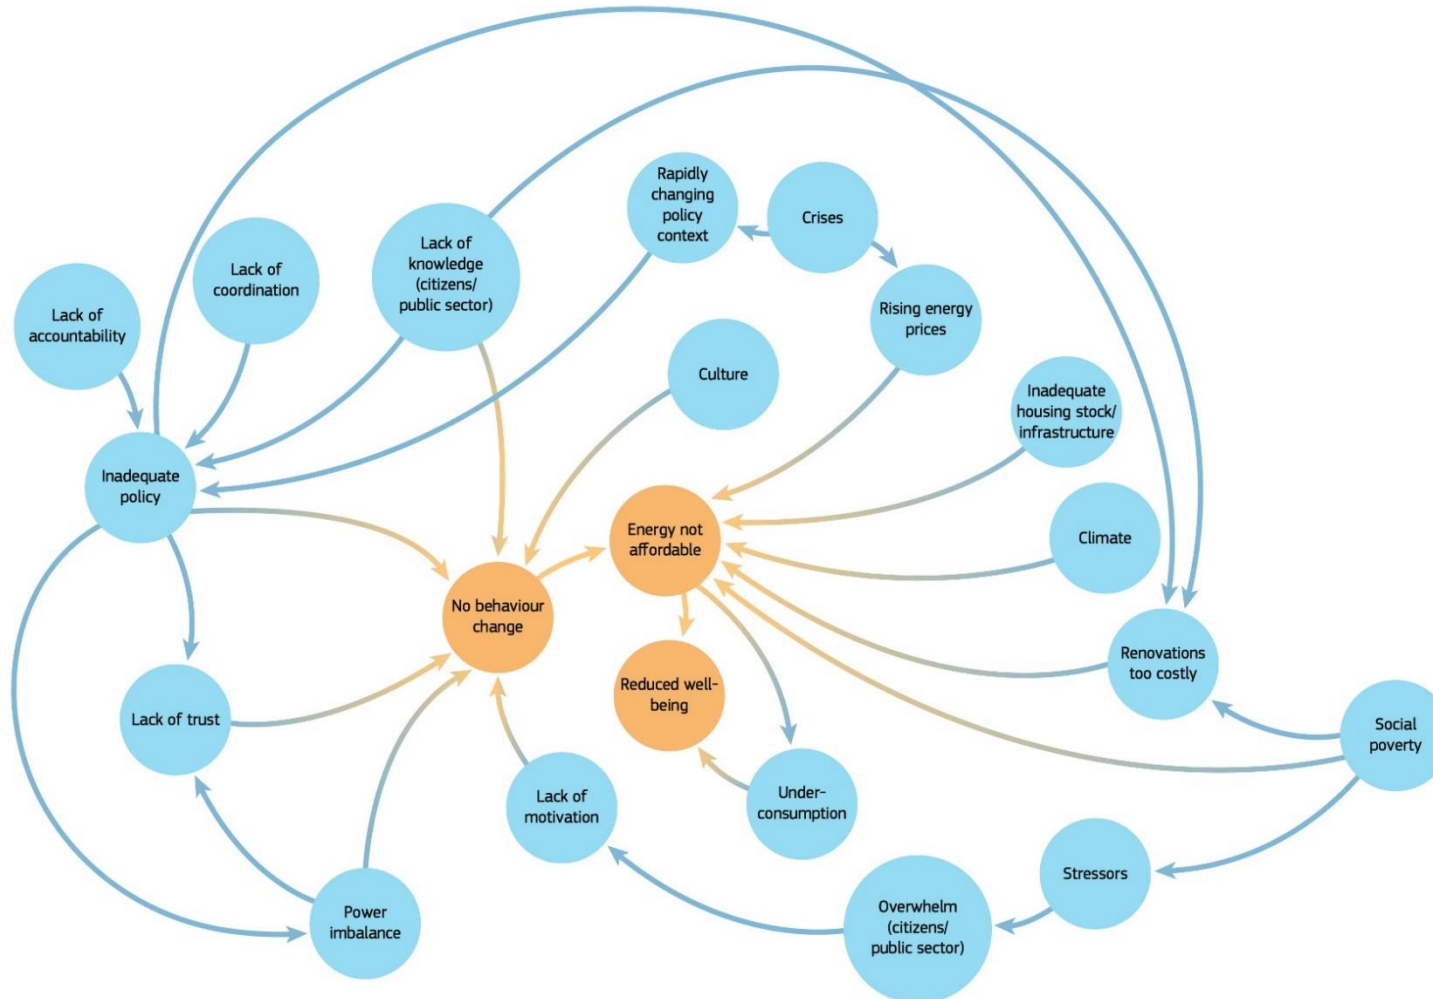 Rapidly
changing
policy
context
Crises
Lack of
knowledge
(citizens/
public sector)
Lack of
coordination
Lack of
accountability
Rising energy
prices
Culture
Inadequate
housing stock/
infrastructure
Inadequate
policy
Energy not
affordable
Climate
No behaviour
change
Renovations
too costly
Reduced well-
being
Lack of trust
Social
poverty
Lack of
motivation
Under-
consumption
Stressors
Power
imbalance
Overwhelm
(citizens/
public sector)